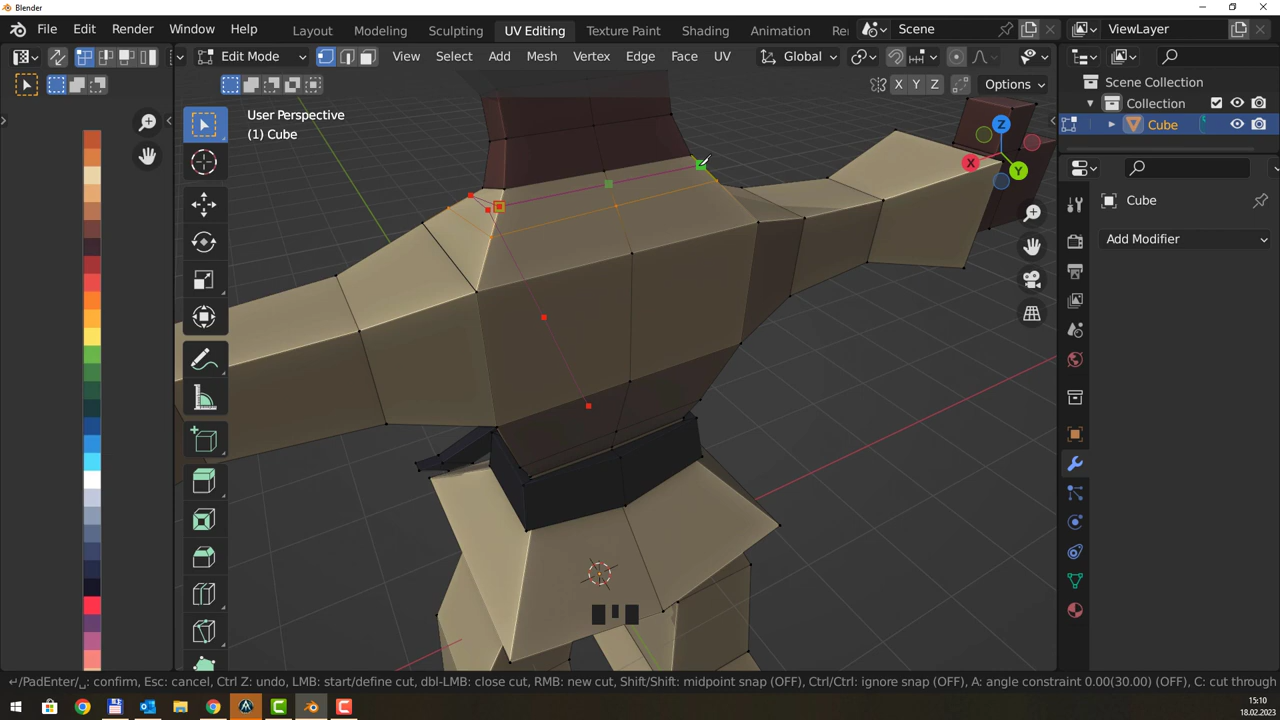 Blender
File Edit Render Window Help Layout Modeling Sculpting UV Editing Texture Paint Shading Animation Re Scene ViewLayer
Edit Mode View Select Add Mesh Vertex Edge Face UV Global
X Y Z Options
Scene Collection
Collection
Cube
User Perspective
(1) Cube
Z
X
Y
Cube
Add Modifier
↵/PadEnter/␣: confirm, Esc: cancel, Ctrl Z: undo, LMB: start/define cut, dbl-LMB: close cut, RMB: new cut, Shift/Shift: midpoint snap (OFF), Ctrl/Ctrl: ignore snap (OFF), A: angle constraint 0.00(30.00) (OFF), C: cut through
15:10
18.02.2023